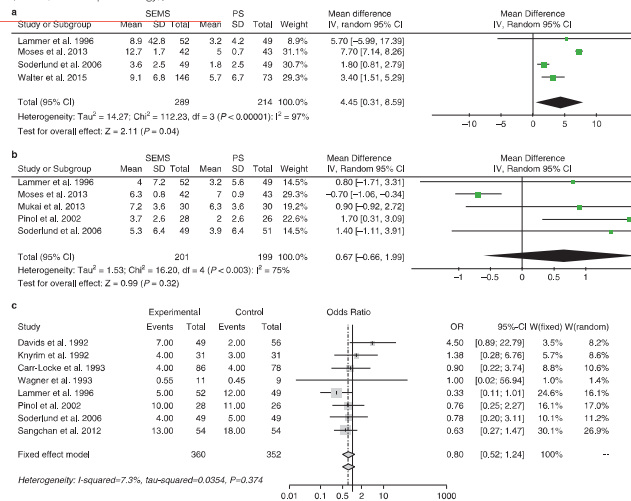 a
SEMS PS Mean difference Mean difference
Study or Subgroup Mean SD Total Mean SD Total Weight IV, random 95% CI IV, Random 95% CI
Lammer et al. 1996 8.9 42.8 52 3.2 4.2 49 8.9% 5.70 [−5.99, 17.39]
Moses et al. 2013 12.7 1.7 42 5 0.7 43 31.1% 7.70 [7.14, 8.26]
Soderlund et al. 2006 3.6 2.5 49 1.8 2.5 49 30.7% 1.80 [0.81, 2.79]
Walter et al. 2015 9.1 6.8 146 5.7 6.7 73 29.3% 3.40 [1.51, 5.29]
Total (95% CI) 289 214 100.0% 4.45 [0.31, 8.59]
Heterogeneity: Tau² = 14.27; Chi² = 112.23, df = 3 (P < 0.00001): I² = 97%
Test for overall effect: Z = 2.11 (P = 0.04)
−10 −5 0 5 10
b
SEMS PS Mean Difference Mean Difference
Study or Subgroup Mean SD Total Mean SD Total Weight IV, Random 95% CI IV, Random 95% CI
Lammer et al. 1996 4 7.2 52 3.2 5.6 49 14.5% 0.80 [−1.71, 3.31]
Moses et al. 2013 6.3 0.8 42 7 0.9 43 31.6% −0.70 [−1.06, −0.34]
Mukai et al. 2013 7.2 3.6 30 6.3 3.6 30 19.5% 0.90 [−0.92, 2.72]
Pinol et al. 2002 3.7 2.6 28 2 2.6 26 22.6% 1.70 [0.31, 3.09]
Soderlund et al. 2006 5.3 6.4 49 3.9 6.4 51 14.5% 1.40 [−1.11, 3.91]
Total (95% CI) 201 199 100.0% 0.67 [−0.66, 1.99]
Heterogeneity: Tau² = 1.53; Chi² = 16.20, df = 4 (P < 0.003): I² = 75%
Test for overall effect: Z = 0.99 (P = 0.32)
−1 −0.5 0 0.5 1
c
Experimental Control Odds Ratio
Study Events Total Events Total OR 95%-CI W(fixed) W(random)
Davids et al. 1992 7.00 49 2.00 56 4.50 [0.89; 22.79] 3.5% 8.2%
Knyrim et al. 1992 4.00 31 3.00 31 1.38 [0.28; 6.76] 5.7% 8.6%
Carr-Locke et al. 1993 4.00 86 4.00 78 0.90 [0.22; 3.74] 8.8% 10.6%
Wagner et al. 1993 0.55 11 0.45 9 1.00 [0.02; 56.94] 1.0% 1.4%
Lammer et al. 1996 5.00 52 12.00 49 0.33 [0.11; 1.01] 24.6% 16.1%
Pinol et al. 2002 10.00 28 11.00 26 0.76 [0.25; 2.27] 16.1% 17.0%
Soderlund et al. 2006 4.00 49 5.00 49 0.78 [0.20; 3.11] 10.1% 11.2%
Sangchan et al. 2012 13.00 54 18.00 54 0.63 [0.27; 1.47] 30.1% 26.9%
Fixed effect model 360 352 0.80 [0.52; 1.24] 100% --
Heterogeneity: I-squared=7.3%, tau-squared=0.0354, P=0.374
0.01 0.1 0.5 1 2 10 1000